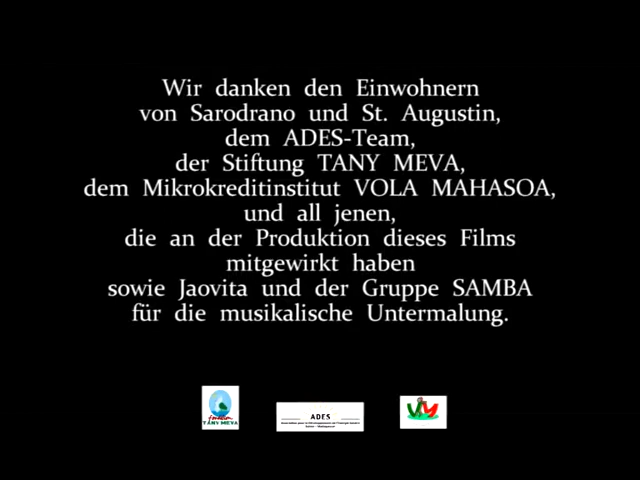 Wir danken den Einwohnern
von Sarodrano und St. Augustin,
dem ADES-Team,
der Stiftung TANY MEVA,
dem Mikrokreditinstitut VOLA MAHASOA,
und all jenen,
die an der Produktion dieses Films
mitgewirkt haben
sowie Jaovita und der Gruppe SAMBA
für die musikalische Untermalung.
TANY MEVA
ADES